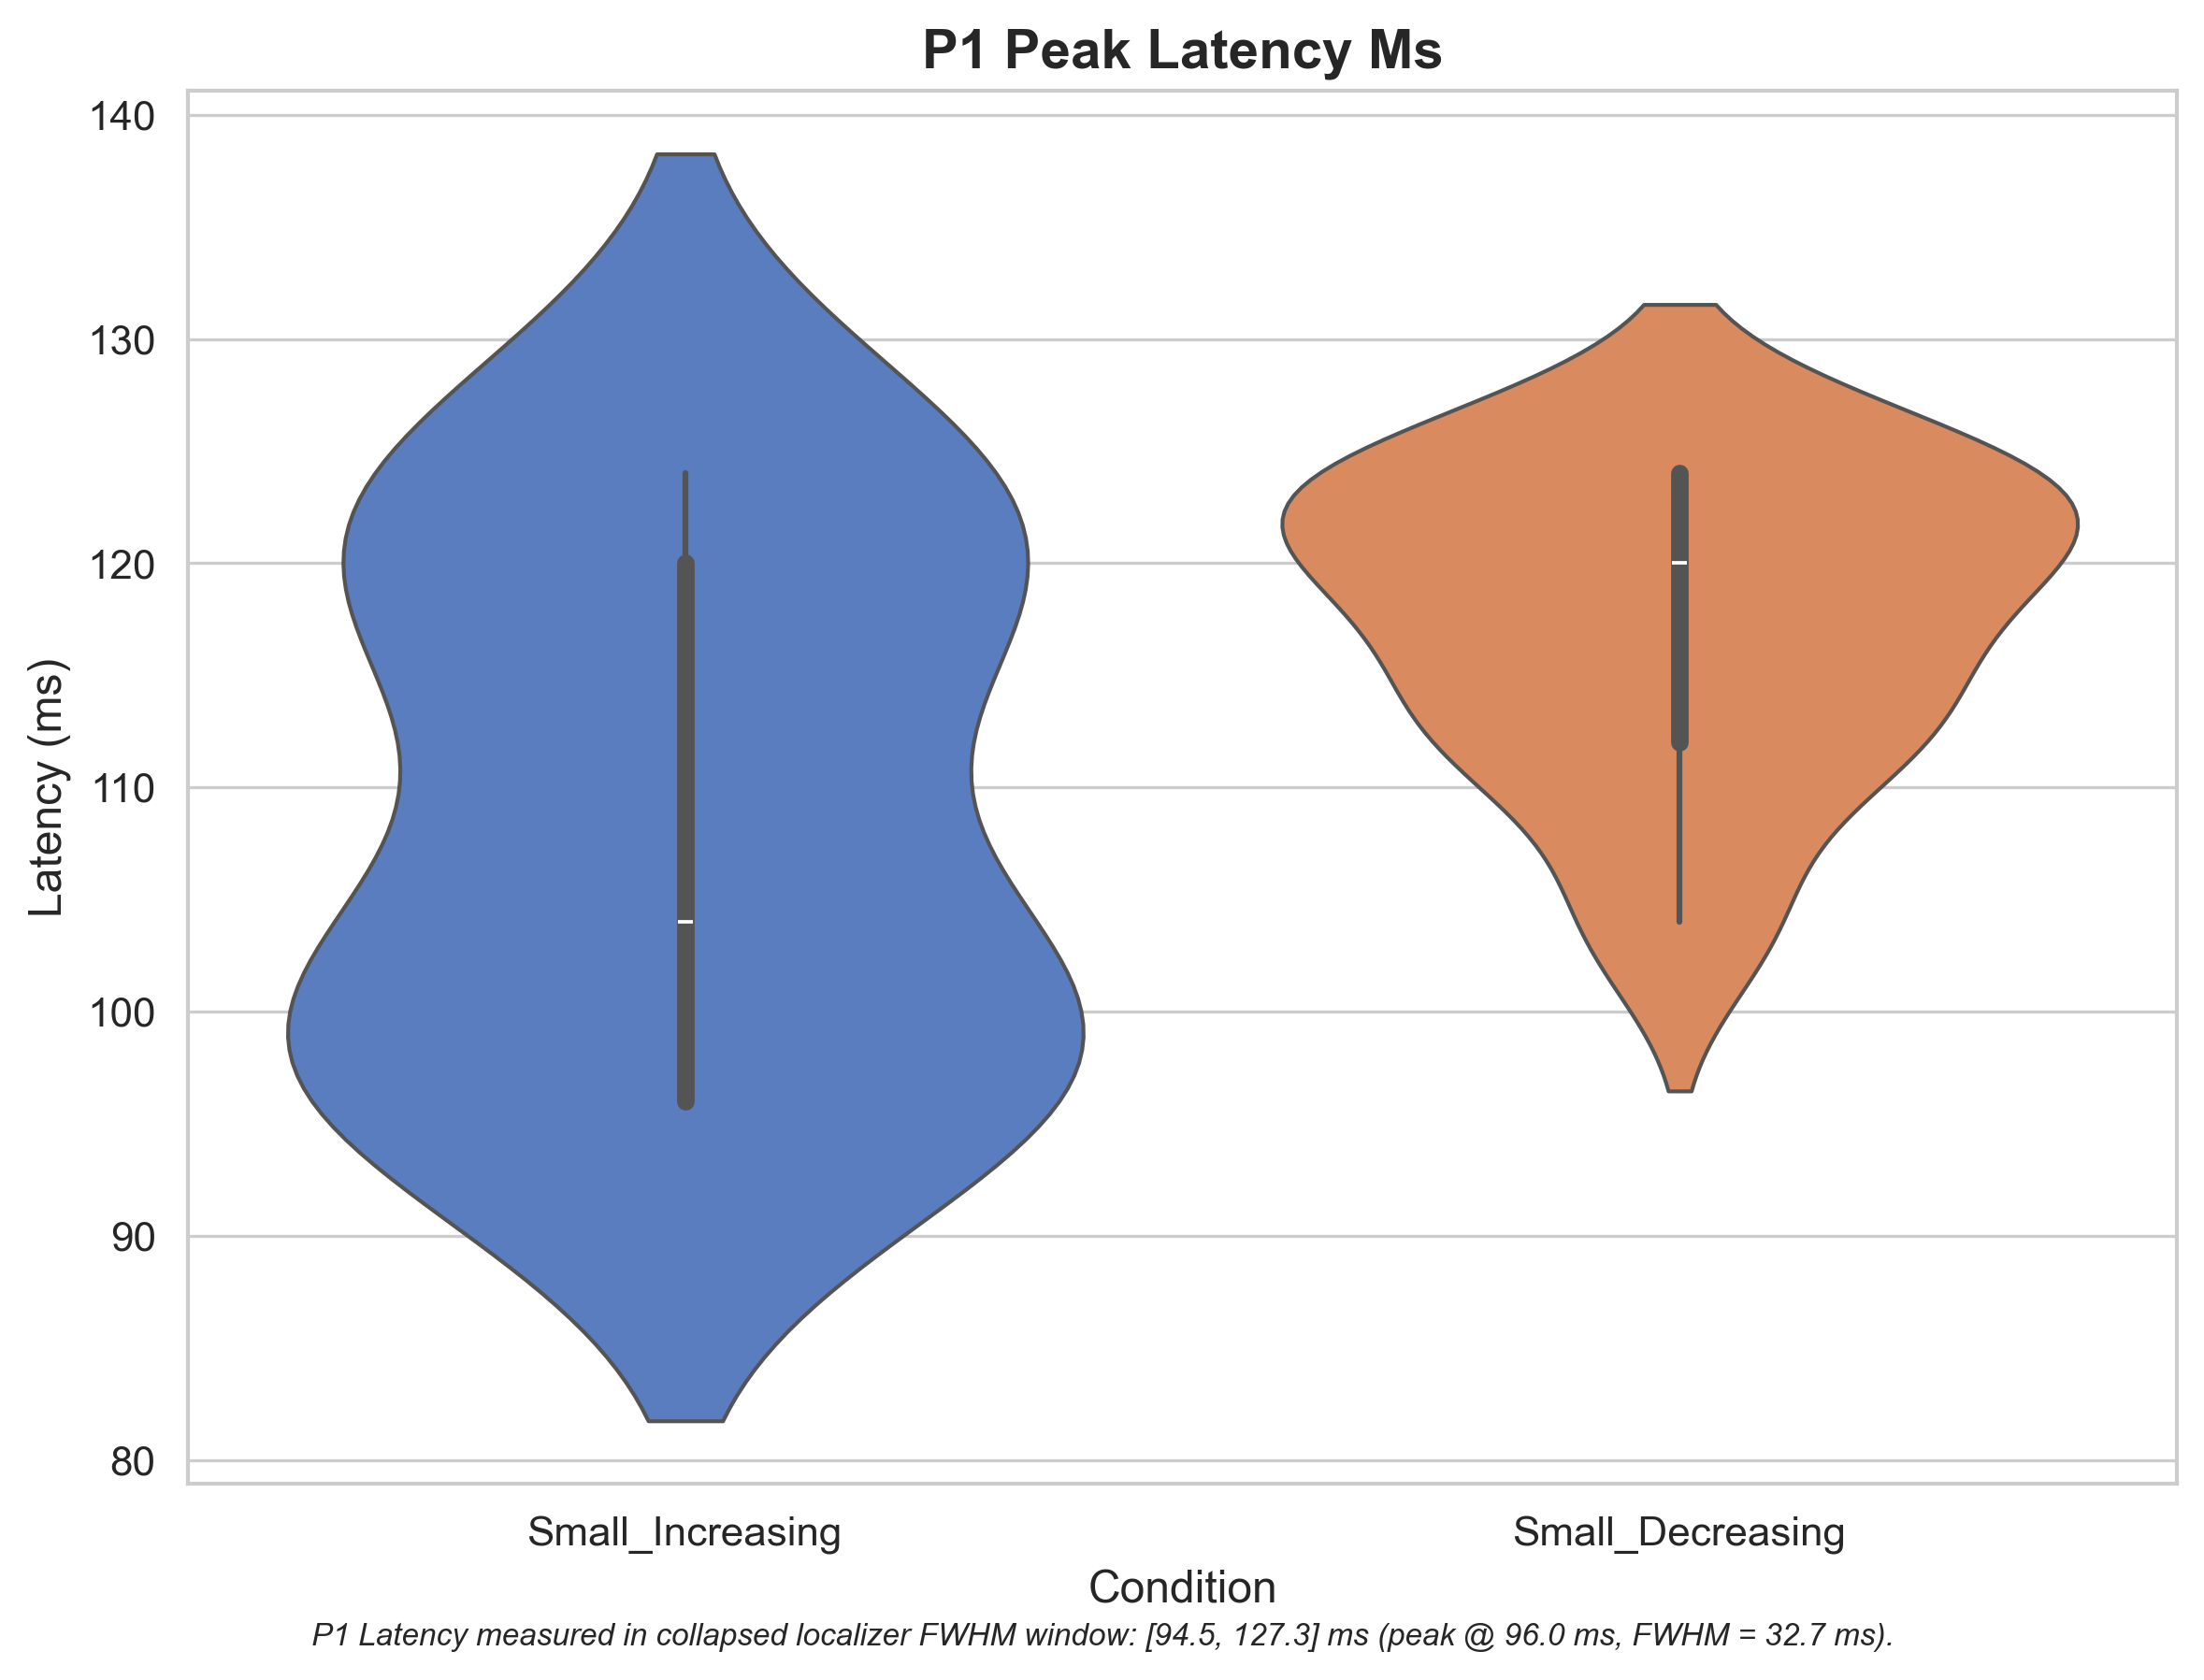 P1 Peak Latency Ms
140
130
120
110
100
90
80
Latency (ms)
Small_Increasing
Small_Decreasing
Condition
P1 Latency measured in collapsed localizer FWHM window: [94.5, 127.3] ms (peak @ 96.0 ms, FWHM = 32.7 ms).